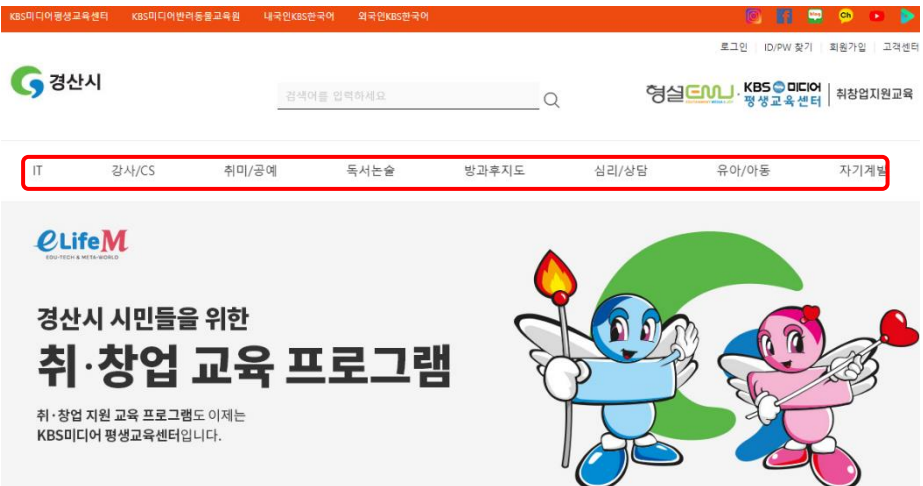 KBS미디어평생교육센터 KBS미디어반려동물교육원 내국인KBS한국어 외국인KBS한국어
로그인 ID/PW 찾기 회원가입 고객센터
경산시
검색어를 입력하세요
형설EMJ · KBS 미디어 평생교육센터 취창업지원교육
IT 강사/CS 취미/공예 독서논술 방과후지도 심리/상담 유아/아동 자기계발
eLifeM
EDU-TECH & META-WORLD
경산시 시민들을 위한
취·창업 교육 프로그램
취·창업 지원 교육 프로그램도 이제는
KBS미디어 평생교육센터입니다.